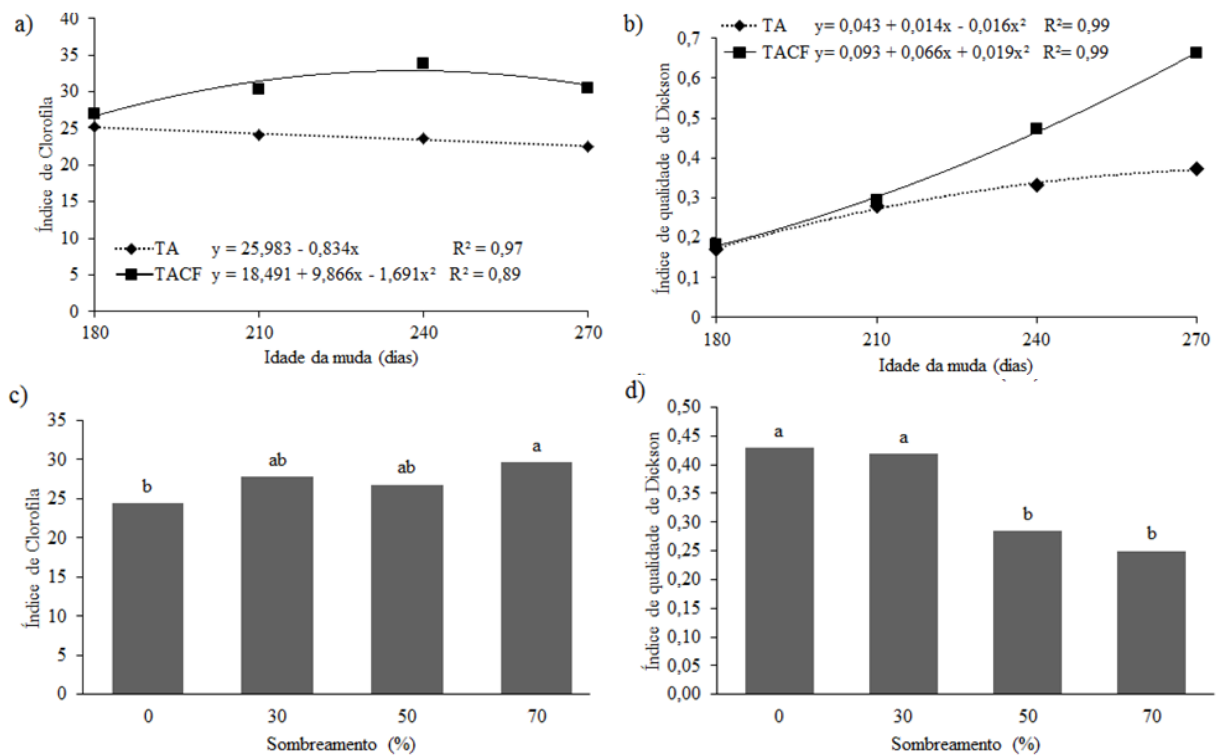 a)
40
35
30
25
20
15
10
5
0
Índice de Clorofila
TA y = 25,983 - 0,834x R² = 0,97
TACF y = 18,491 + 9,866x - 1,691x² R² = 0,89
180 210 240 270
Idade da muda (dias)
b)
TA y= 0,043 + 0,014x - 0,016x² R²= 0,99
TACF y= 0,093 + 0,066x + 0,019x² R²= 0,99
0,7
0,6
0,5
0,4
0,3
0,2
0,1
0
Índice de qualidade de Dickson
180 210 240 270
Idade da muda (dias)
c)
35
30
25
20
15
10
5
0
Índice de Clorofila
b ab ab a
0 30 50 70
Sombreamento (%)
d)
0,50
0,45
0,40
0,35
0,30
0,25
0,20
0,15
0,10
0,05
0,00
Índice de qualidade de Dickson
a a b b
0 30 50 70
Sombreamento (%)